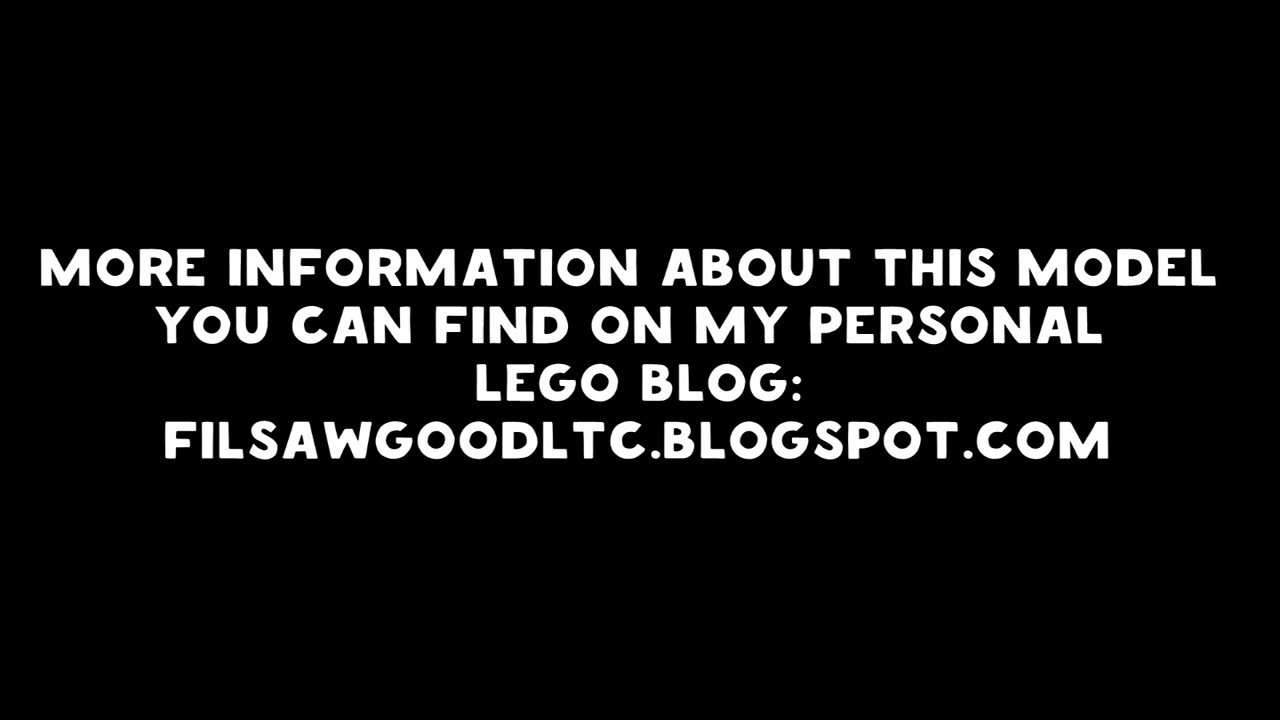 MORE INFORMATION ABOUT THIS MODEL
YOU CAN FIND ON MY PERSONAL
LEGO BLOG:
FILSAWGOODLTC.BLOGSPOT.COM